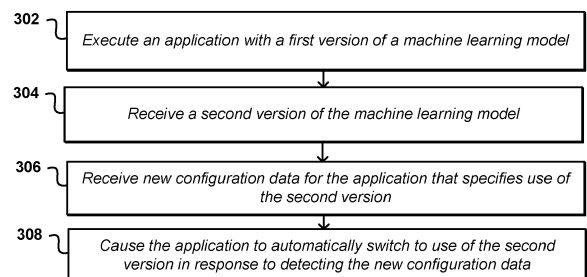 302
Execute an application with a first version of a machine learning model
304
Receive a second version of the machine learning model
306
Receive new configuration data for the application that specifies use of
the second version
308
Cause the application to automatically switch to use of the second
version in response to detecting the new configuration data